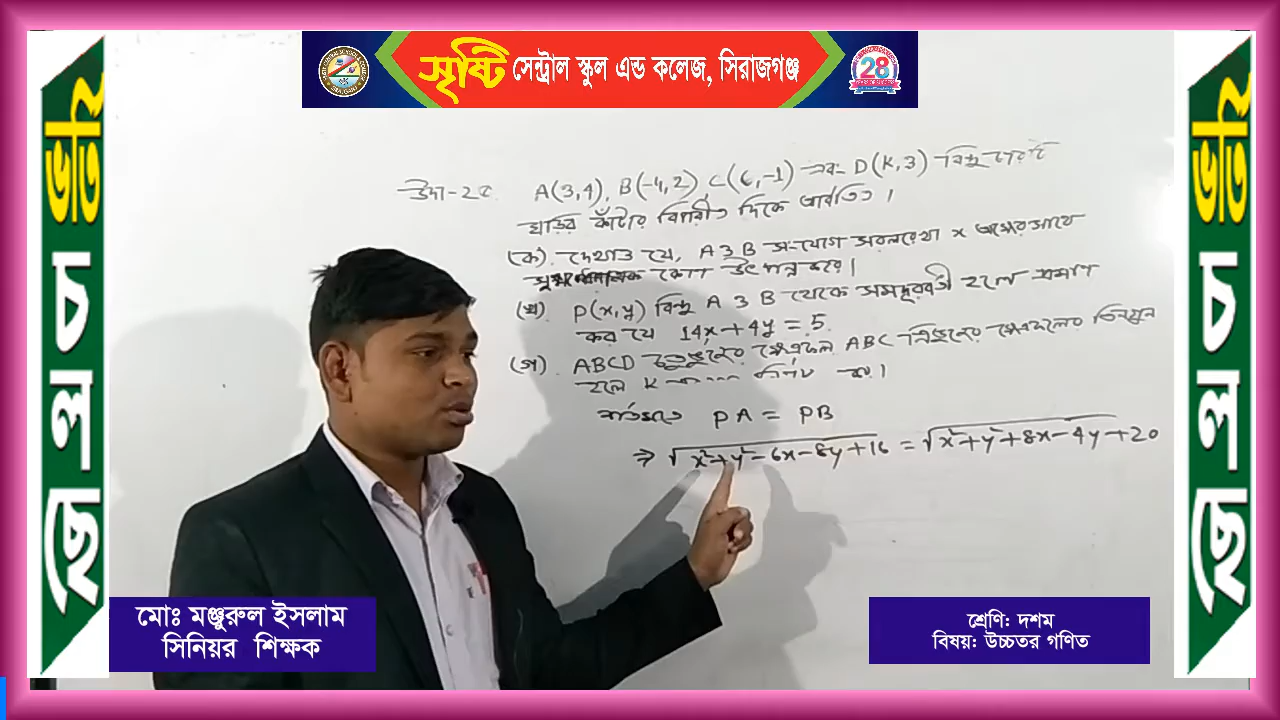 সৃষ্টি সেন্ট্রাল স্কুল এন্ড কলেজ, সিরাজগঞ্জ
28
ভর্তি চলছে
ভর্তি চলছে
উদা-২৫. A(3,4), B(-4,2), C(6,-1) এবং D(K,3) বিন্দু
ঘড়ির কাঁটার বিপরীত দিকে আবর্তিত।
(ক). দেখাও যে, A ও B সংযোগ সরলরেখা x অক্ষের সাথে
কোণ উৎপন্ন করে।
(খ). P(x,y) বিন্দু A ও B থেকে সমদূরবর্তী হলে প্রমাণ
কর যে 14x+4y = 5.
(গ). ABCD চতুর্ভুজের ক্ষেত্রফল ABC ত্রিভুজের ক্ষেত্রফলের তিনগুন
হলে K নির্ণয় কর।
শর্তমতে PA = PB
⇒ √x²+y²-6x-8y+16 = √x²+y²+8x-4y+20
মোঃ মঞ্জুরুল ইসলাম
সিনিয়র শিক্ষক
শ্রেণি: দশম
বিষয়: উচ্চতর গণিত